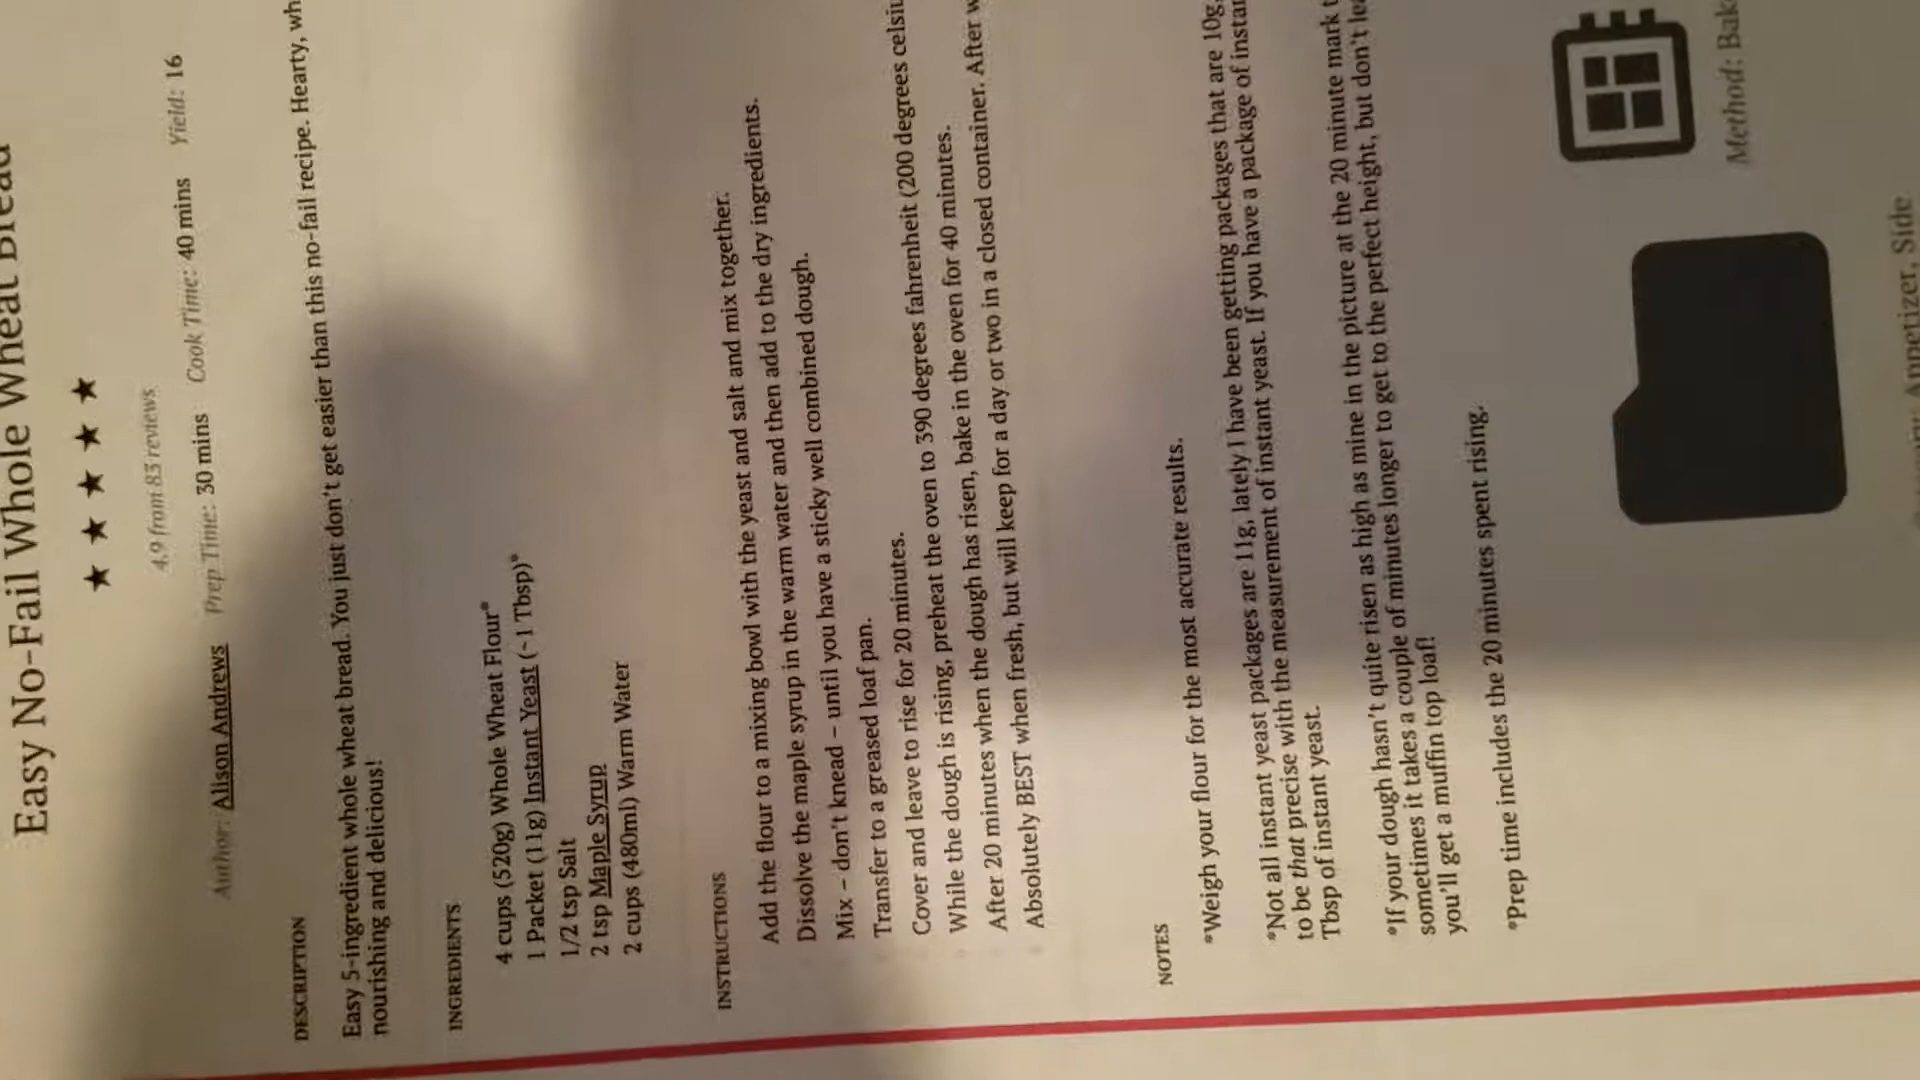 Easy No-Fail Whole Wheat Bread
★ ★ ★ ★ ★
4.9 from 83 reviews
Author: Alison Andrews Prep Time: 30 mins Cook Time: 40 mins Yield: 16
DESCRIPTION
Easy 5-ingredient whole wheat bread. You just don't get easier than this no-fail recipe. Hearty,
nourishing and delicious!
INGREDIENTS
4 cups (520g) Whole Wheat Flour*
1 Packet (11g) Instant Yeast (~1 Tbsp)*
1/2 tsp Salt
2 tsp Maple Syrup
2 cups (480ml) Warm Water
INSTRUCTIONS
Add the flour to a mixing bowl with the yeast and salt and mix together.
Dissolve the maple syrup in the warm water and then add to the dry ingredients.
Mix – don't knead – until you have a sticky well combined dough.
Transfer to a greased loaf pan.
Cover and leave to rise for 20 minutes.
While the dough is rising, preheat the oven to 390 degrees fahrenheit (200 degrees
After 20 minutes when the dough has risen, bake in the oven for 40 minutes.
Absolutely BEST when fresh, but will keep for a day or two in a closed container. After
NOTES
*Weigh your flour for the most accurate results.
*Not all instant yeast packages are 11g, lately I have been getting packages that are 10g,
to be that precise with the measurement of instant yeast. If you have a package of
Tbsp of instant yeast.
*If your dough hasn't quite risen as high as mine in the picture at the 20 minute mark
sometimes it takes a couple of minutes longer to get to the perfect height, but don't
you'll get a muffin top loaf!
*Prep time includes the 20 minutes spent rising.
Method:
Appetizer, Side